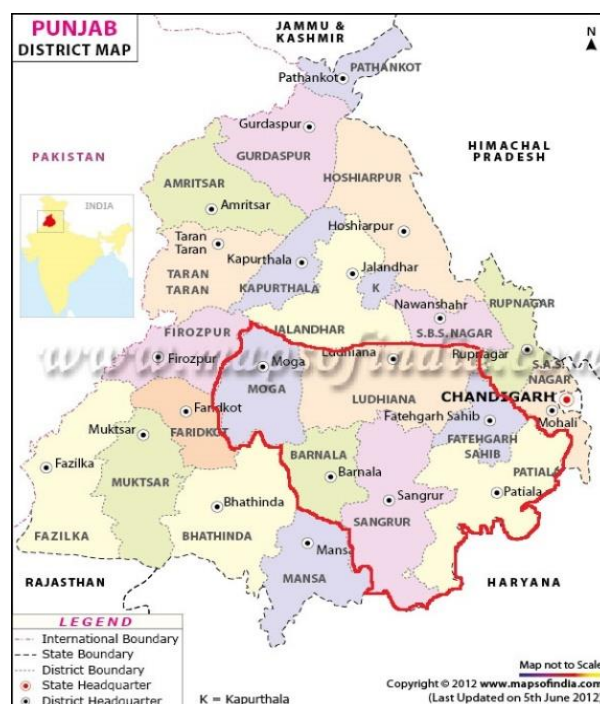 PUNJAB
DISTRICT MAP
JAMMU &
KASHMIR
N
PATHANKOT
Pathankot
Gurdaspur
GURDASPUR
PAKISTAN
HIMACHAL
PRADESH
HOSHIARPUR
AMRITSAR
Amritsar
INDIA
Hoshiarpur
Taran
Taran
Kapurthala
Jalandhar
TARAN
TARAN
KAPURTHALA
K
Nawanshahr
RUPNAGAR
FIROZPUR
JALANDHAR
S.B.S.NAGAR
www.mapsofindia.com
Firozpur
Moga
Ludhiana
Rupnagar
S.A.S.
NAGAR
MOGA
LUDHIANA
CHANDIGARH
Faridkot
Fatehgarh Sahib
Mohali
Muktsar
FARIDKOT
FATEHGARH
SAHIB
BARNALA
PATIALA
Fazilka
Barnala
MUKTSAR
Bhathinda
Sangrur
Patiala
FAZILKA
BHATHINDA
SANGRUR
Mansa
RAJASTHAN
MANSA
HARYANA
LEGEND
International Boundary
State Boundary
District Boundary
State Headquarter
District Headquarter
K = Kapurthala
Map not to Scale
Copyright © 2012 www.mapsofindia.com
(Last Updated on 5th June 2012)